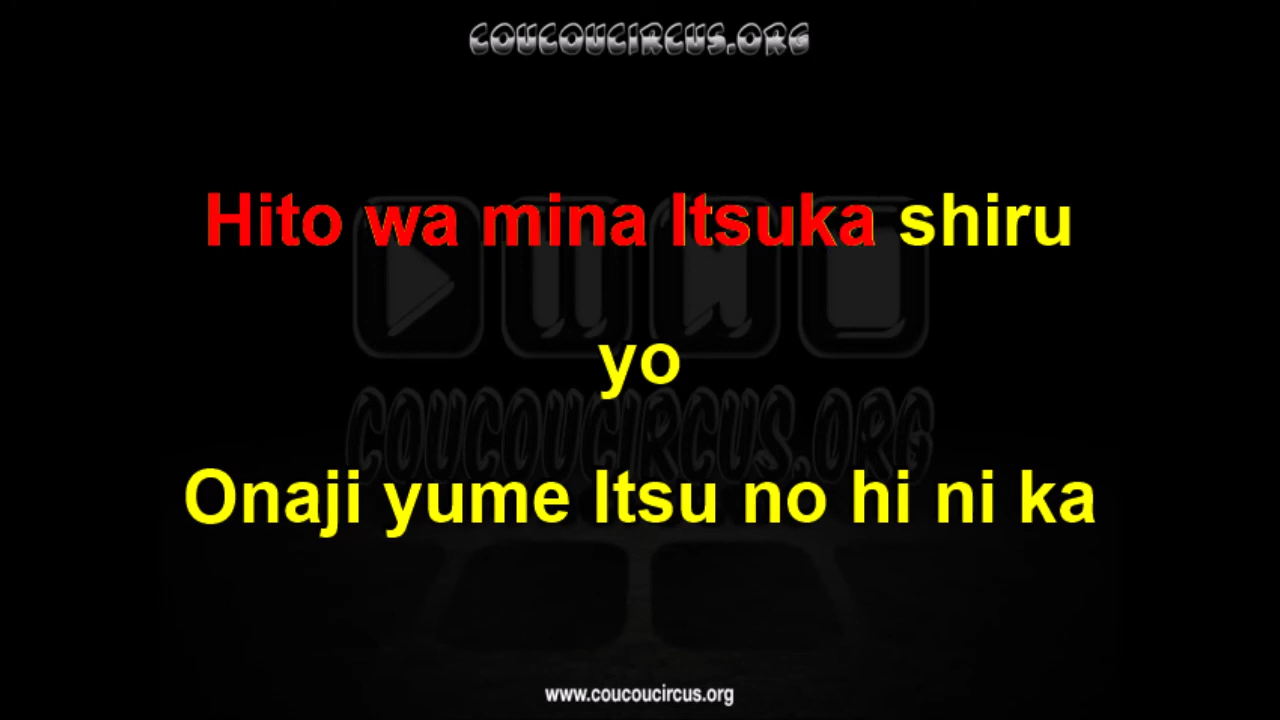 COUCOUCIRCUS.ORG
Hito wa mina Itsuka shiru
yo
COUCOUCIRCUS.ORG
Onaji yume Itsu no hi ni ka
www.coucoucircus.org